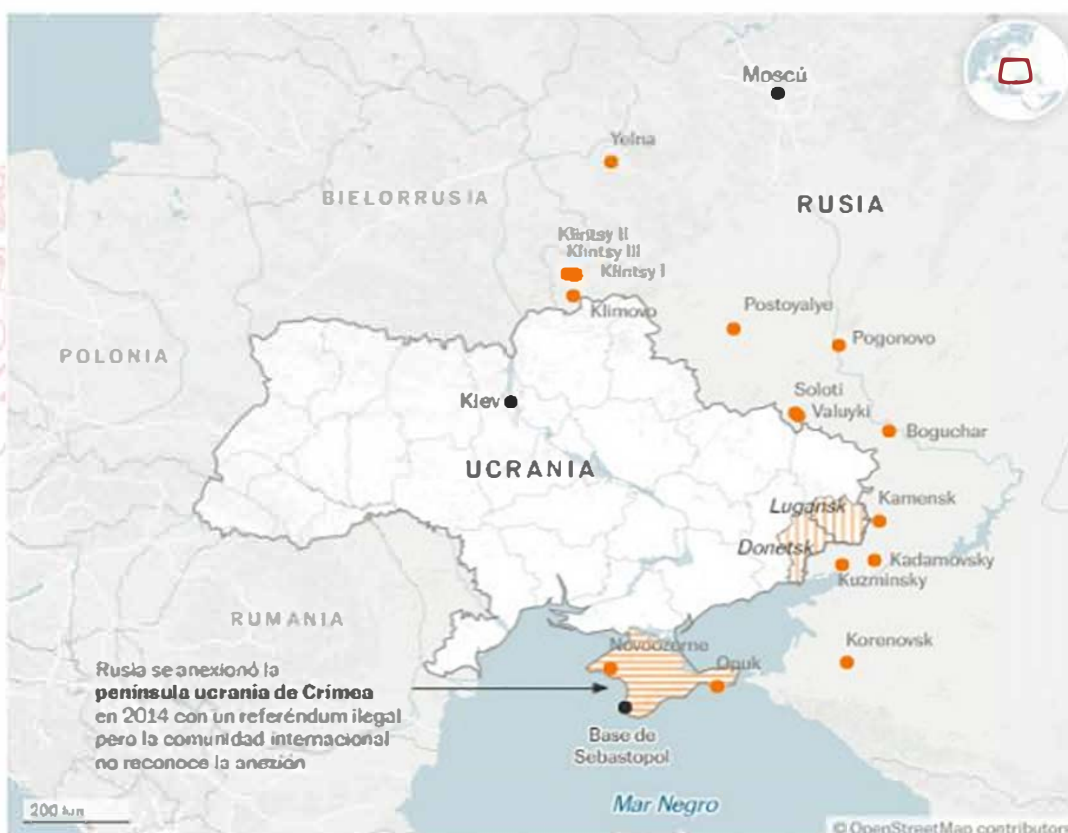 Moscú
Yelna
BIELORRUSIA
RUSIA
Klintsy II
Klintsy III
Klintsy I
Klimovo
Postoyalye
Pogonovo
POLONIA
Soloti
Valuyki
Kiev
Boguchar
UCRANIA
Kamensk
Lugansk
Donetsk
Kadamovsky
Kuzminsky
RUMANIA
Korenovsk
Novoozerne
Opuk
Rusia se anexionó la
península ucrania de Crimea
en 2014 con un referéndum ilegal
pero la comunidad internacional
no reconoce la anexión
Base de
Sebastopol
Mar Negro
200 km
© OpenStreetMap contributors